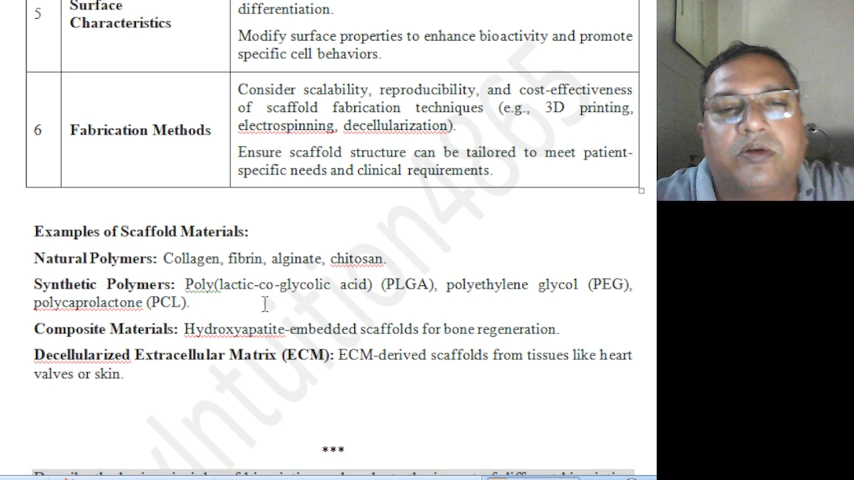 5
Surface
Characteristics
differentiation.
Modify surface properties to enhance bioactivity and promote
specific cell behaviors.
6
Fabrication Methods
Consider scalability, reproducibility, and cost-effectiveness
of scaffold fabrication techniques (e.g., 3D printing,
electrospinning, decellularization).
Ensure scaffold structure can be tailored to meet patient-
specific needs and clinical requirements.
Examples of Scaffold Materials:
Natural Polymers: Collagen, fibrin, alginate, chitosan.
Synthetic Polymers: Poly(lactic-co-glycolic acid) (PLGA), polyethylene glycol (PEG),
polycaprolactone (PCL).
Composite Materials: Hydroxyapatite-embedded scaffolds for bone regeneration.
Decellularized Extracellular Matrix (ECM): ECM-derived scaffolds from tissues like heart
valves or skin.
***
Intuition4865